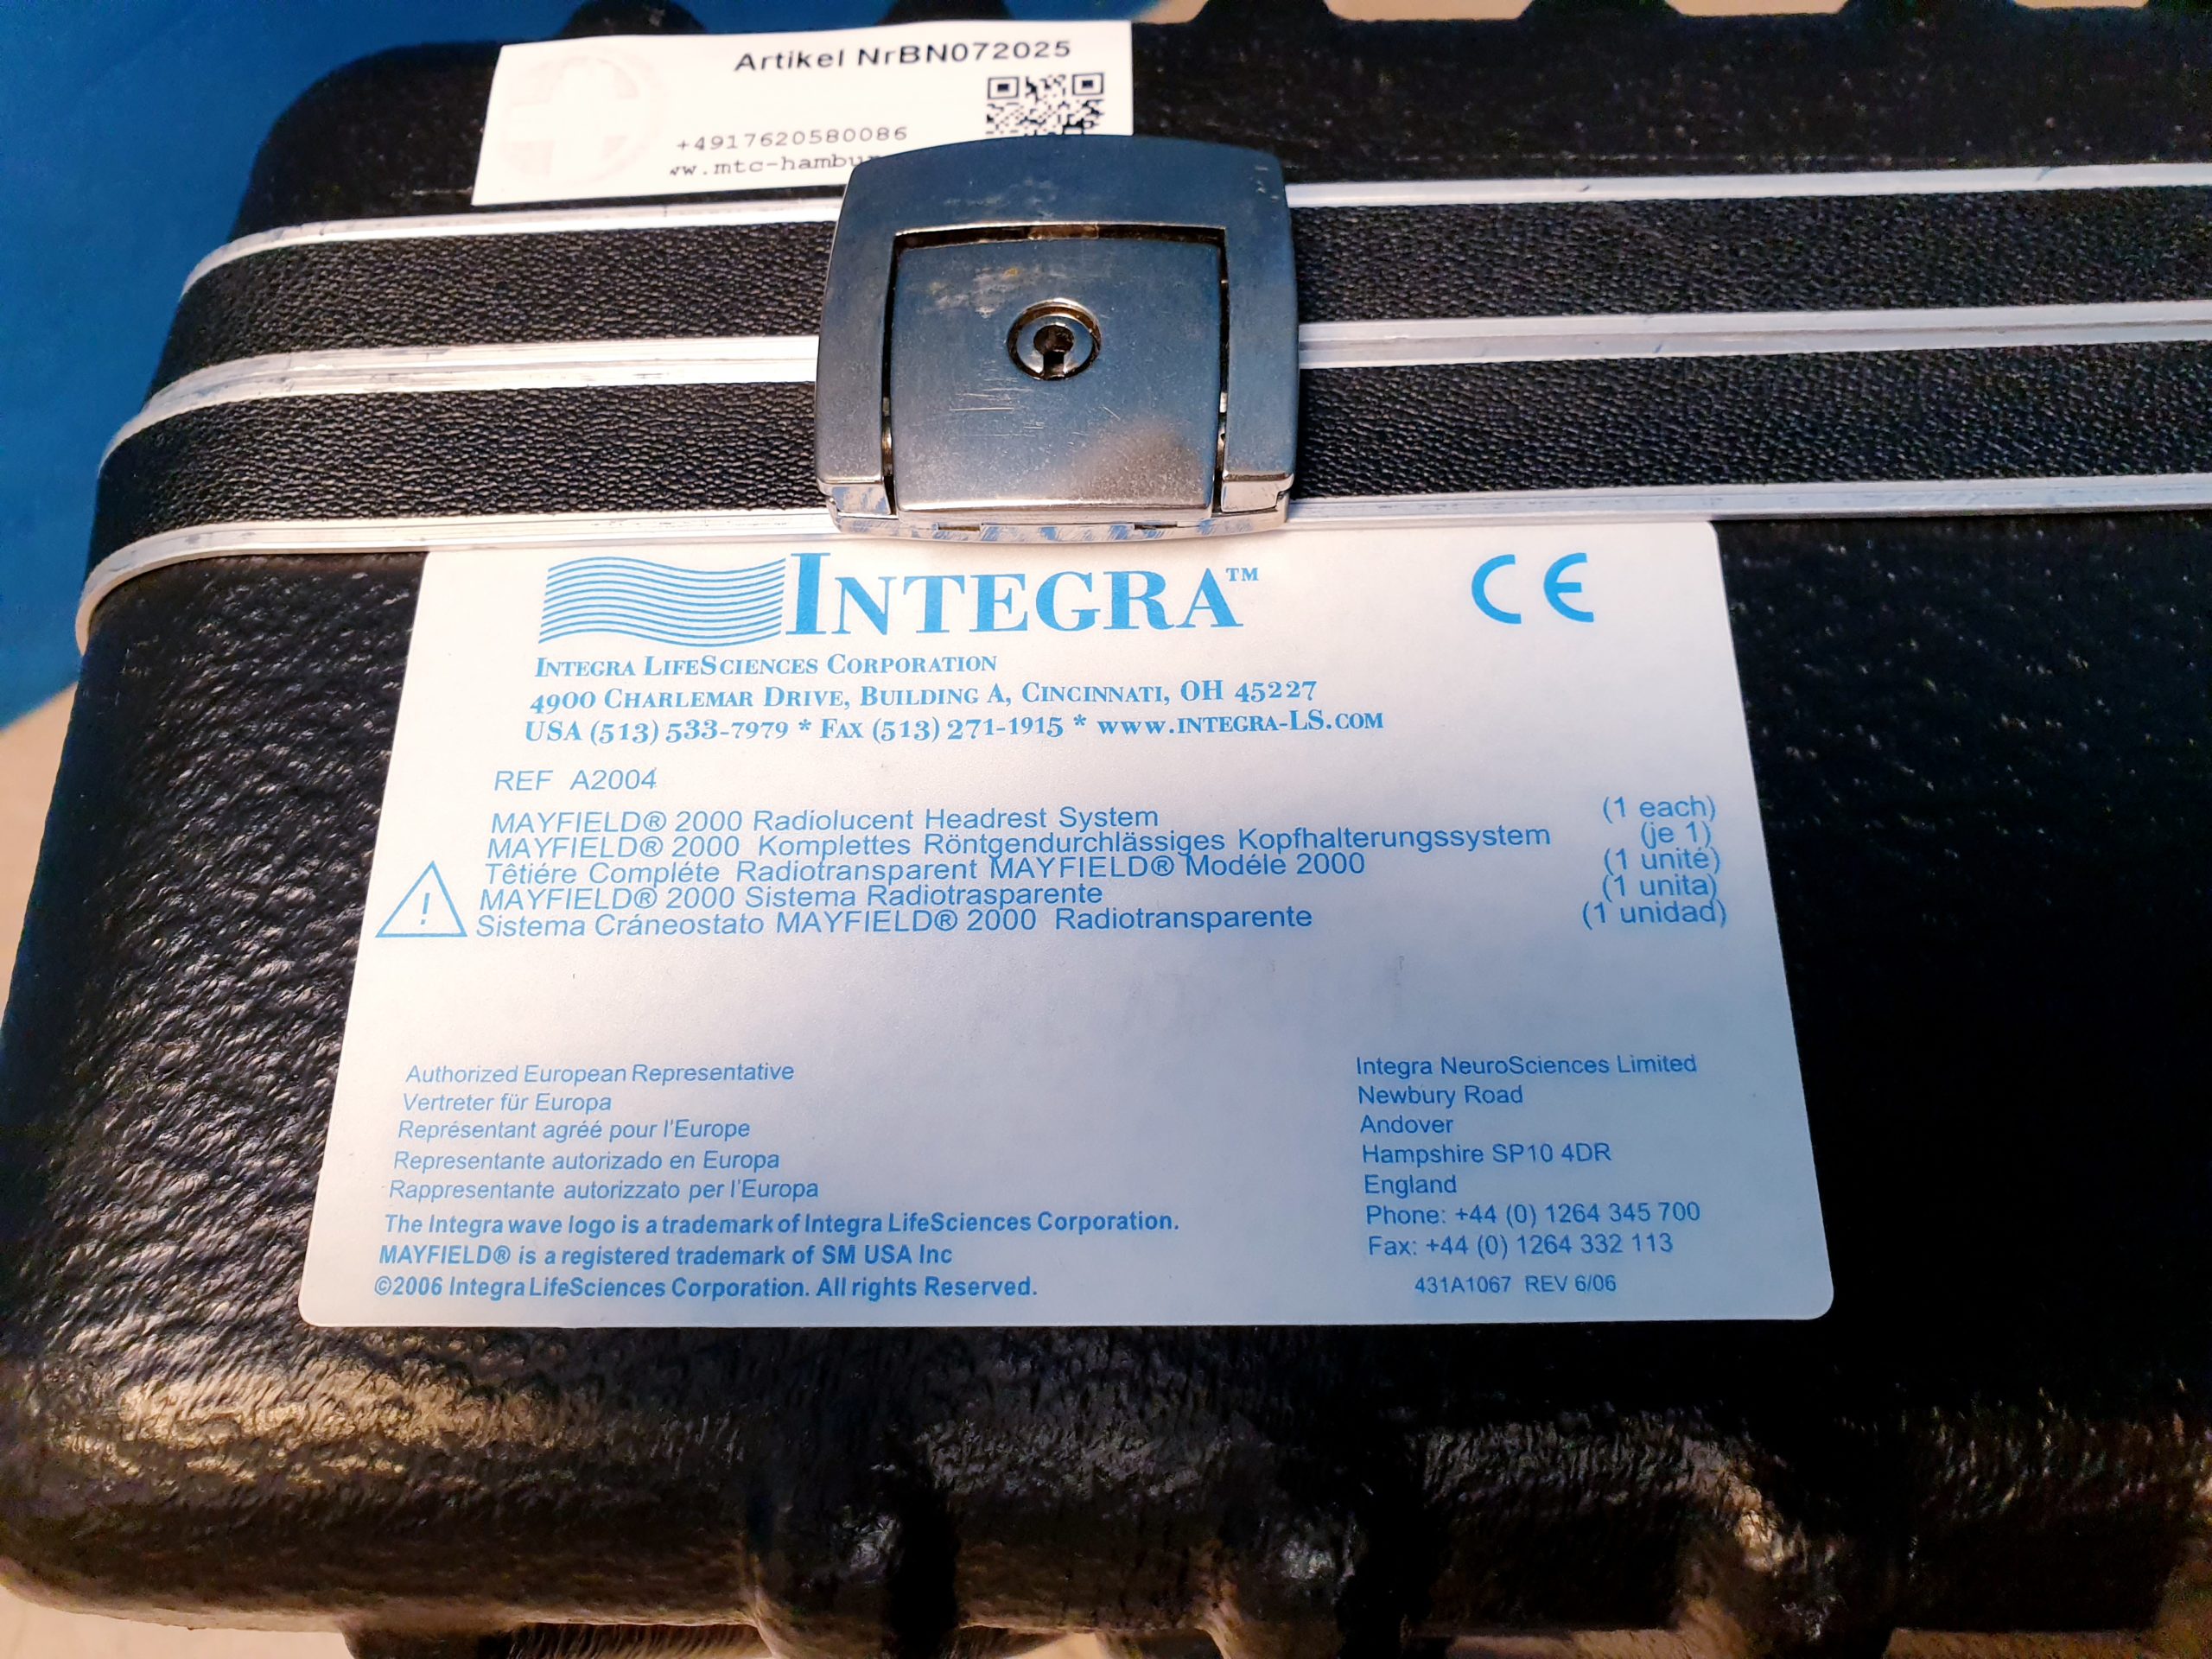 Artikel NrBN072025
+4917620580086
INTEGRA™
CE
INTEGRA LIFESCIENCES CORPORATION
4900 CHARLEMAR DRIVE, BUILDING A, CINCINNATI, OH 45227
USA (513) 533-7979 * FAX (513) 271-1915 * WWW.INTEGRA-LS.COM
REF A2004
MAYFIELD® 2000 Radiolucent Headrest System (1 each)
MAYFIELD® 2000 Komplettes Röntgendurchlässiges Kopfhalterungssystem (je 1)
Têtiére Compléte Radiotransparent MAYFIELD® Modéle 2000 (1 unité)
MAYFIELD® 2000 Sistema Radiotrasparente (1 unita)
Sistema Cráneostato MAYFIELD® 2000 Radiotransparente (1 unidad)
Authorized European Representative
Vertreter für Europa
Représentant agréé pour l'Europe
Representante autorizado en Europa
Rappresentante autorizzato per l'Europa
The Integra wave logo is a trademark of Integra LifeSciences Corporation.
MAYFIELD® is a registered trademark of SM USA Inc
©2006 Integra LifeSciences Corporation. All rights Reserved.
Integra NeuroSciences Limited
Newbury Road
Andover
Hampshire SP10 4DR
England
Phone: +44 (0) 1264 345 700
Fax: +44 (0) 1264 332 113
431A1067 REV 6/06